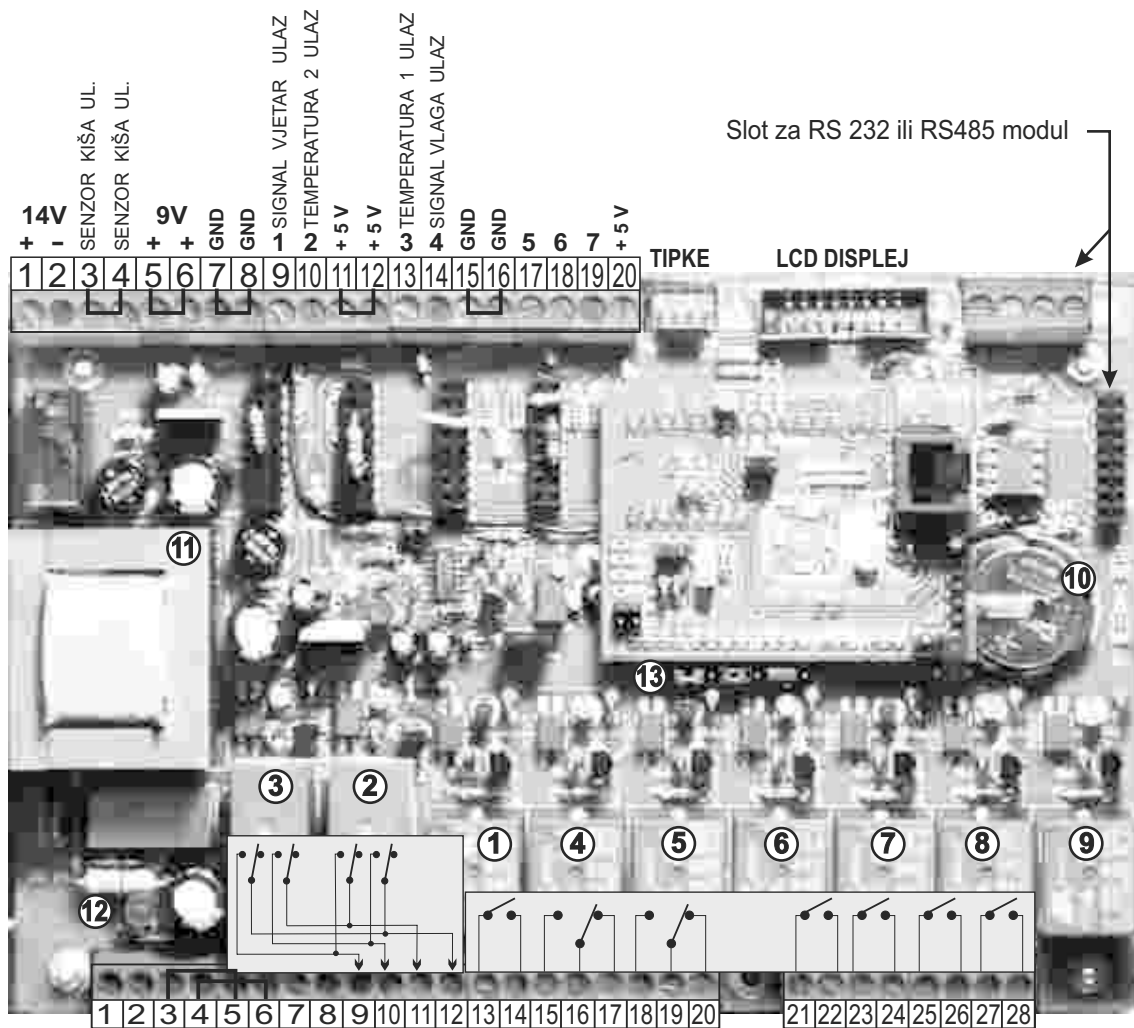 SENZOR KIŠA UL.
SENZOR KIŠA UL.
SIGNAL VJETAR ULAZ
TEMPERATURA 2 ULAZ
TEMPERATURA 1 ULAZ
SIGNAL VLAGA ULAZ
Slot za RS 232 ili RS485 modul
14V 9V GND GND 1 2 +5V +5V 3 4 GND GND 5 6 7 +5V
+ - + +
1 2 3 4 5 6 7 8 9 10 11 12 13 14 15 16 17 18 19 20
TIPKE
LCD DISPLEJ
11
10
13
3 2
1 4 5 6 7 8 9
12
1 2 3 4 5 6 7 8 9 10 11 12 13 14 15 16 17 18 19 20 21 22 23 24 25 26 27 28